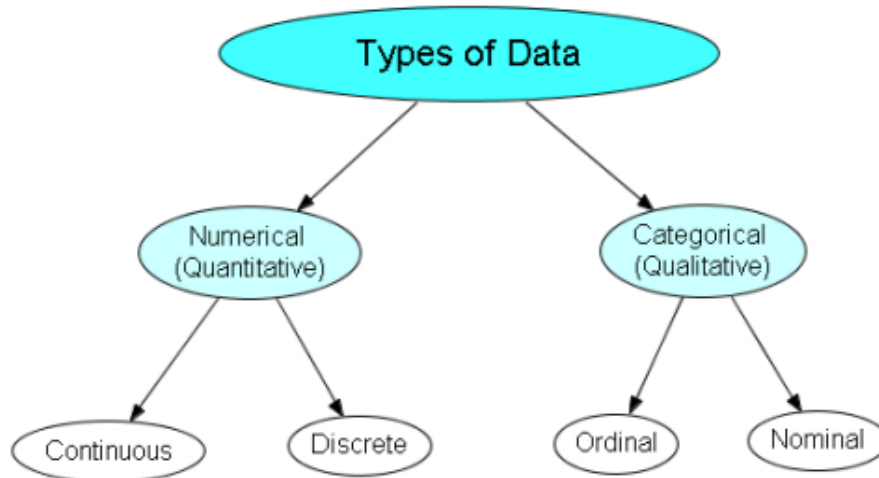 Types of Data
Numerical
(Quantitative)
Categorical
(Qualitative)
Continuous
Discrete
Ordinal
Nominal